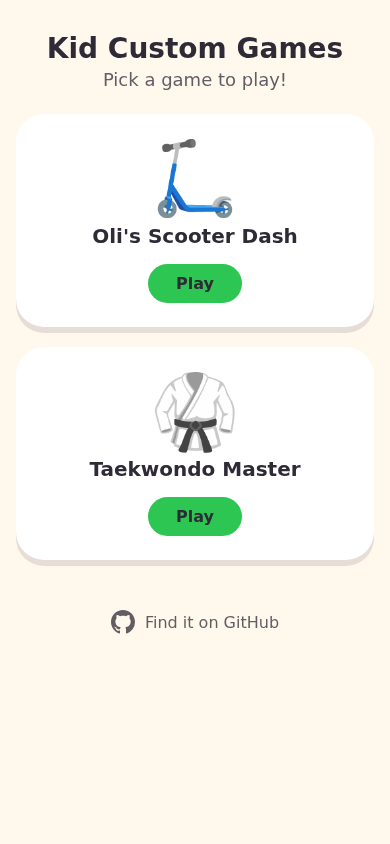 Kid Custom Games
Pick a game to play!
Oli's Scooter Dash
Play
Taekwondo Master
Play
Find it on GitHub